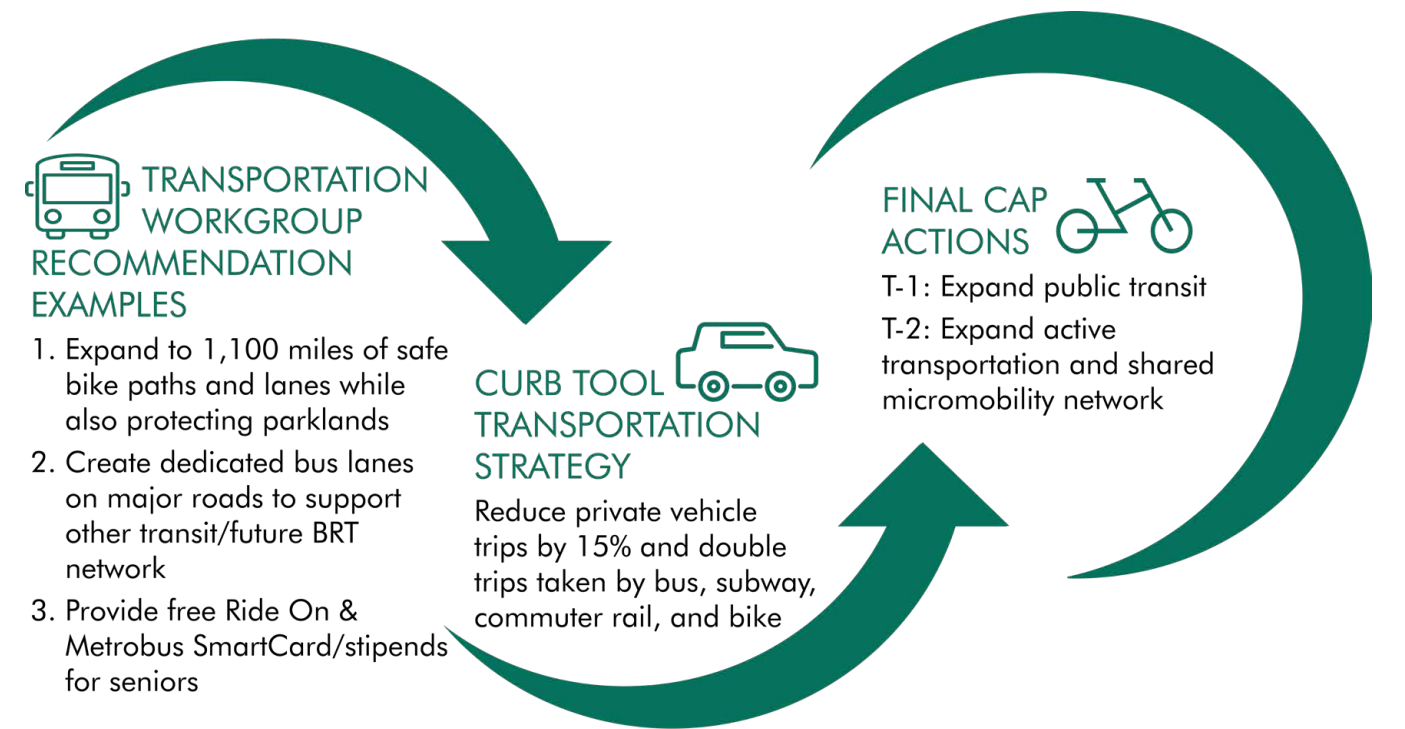 TRANSPORTATION
WORKGROUP
RECOMMENDATION
EXAMPLES
1. Expand to 1,100 miles of safe
bike paths and lanes while
also protecting parklands
2. Create dedicated bus lanes
on major roads to support
other transit/future BRT
network
3. Provide free Ride On &
Metrobus SmartCard/stipends
for seniors
CURB TOOL
TRANSPORTATION
STRATEGY
Reduce private vehicle
trips by 15% and double
trips taken by bus, subway,
commuter rail, and bike
FINAL CAP
ACTIONS
T-1: Expand public transit
T-2: Expand active
transportation and shared
micromobility network